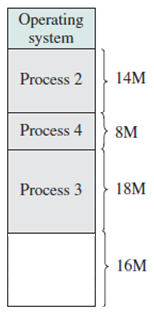 Operating
system
Process 2
14M
Process 4
8M
Process 3
18M
16M